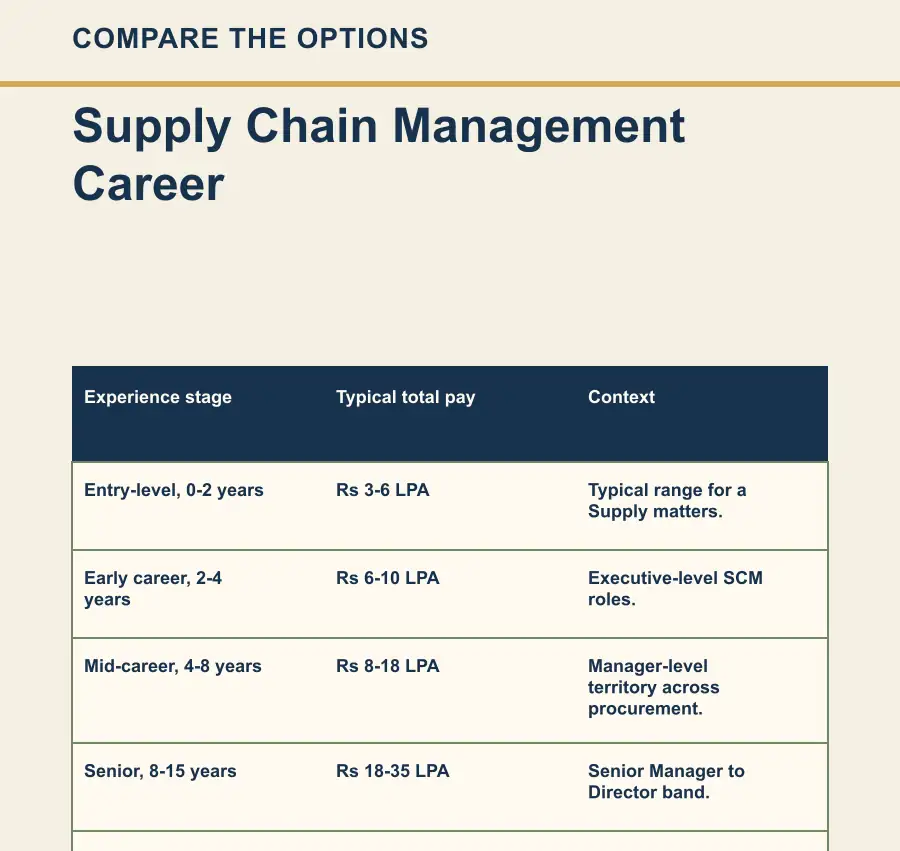 COMPARE THE OPTIONS
Supply Chain Management
Career
Experience stage
Typical total pay
Context
Entry-level, 0-2 years
Rs 3-6 LPA
Typical range for a
Supply matters.
Early career, 2-4
years
Rs 6-10 LPA
Executive-level SCM
roles.
Mid-career, 4-8 years
Rs 8-18 LPA
Manager-level
territory across
procurement.
Senior, 8-15 years
Rs 18-35 LPA
Senior Manager to
Director band.